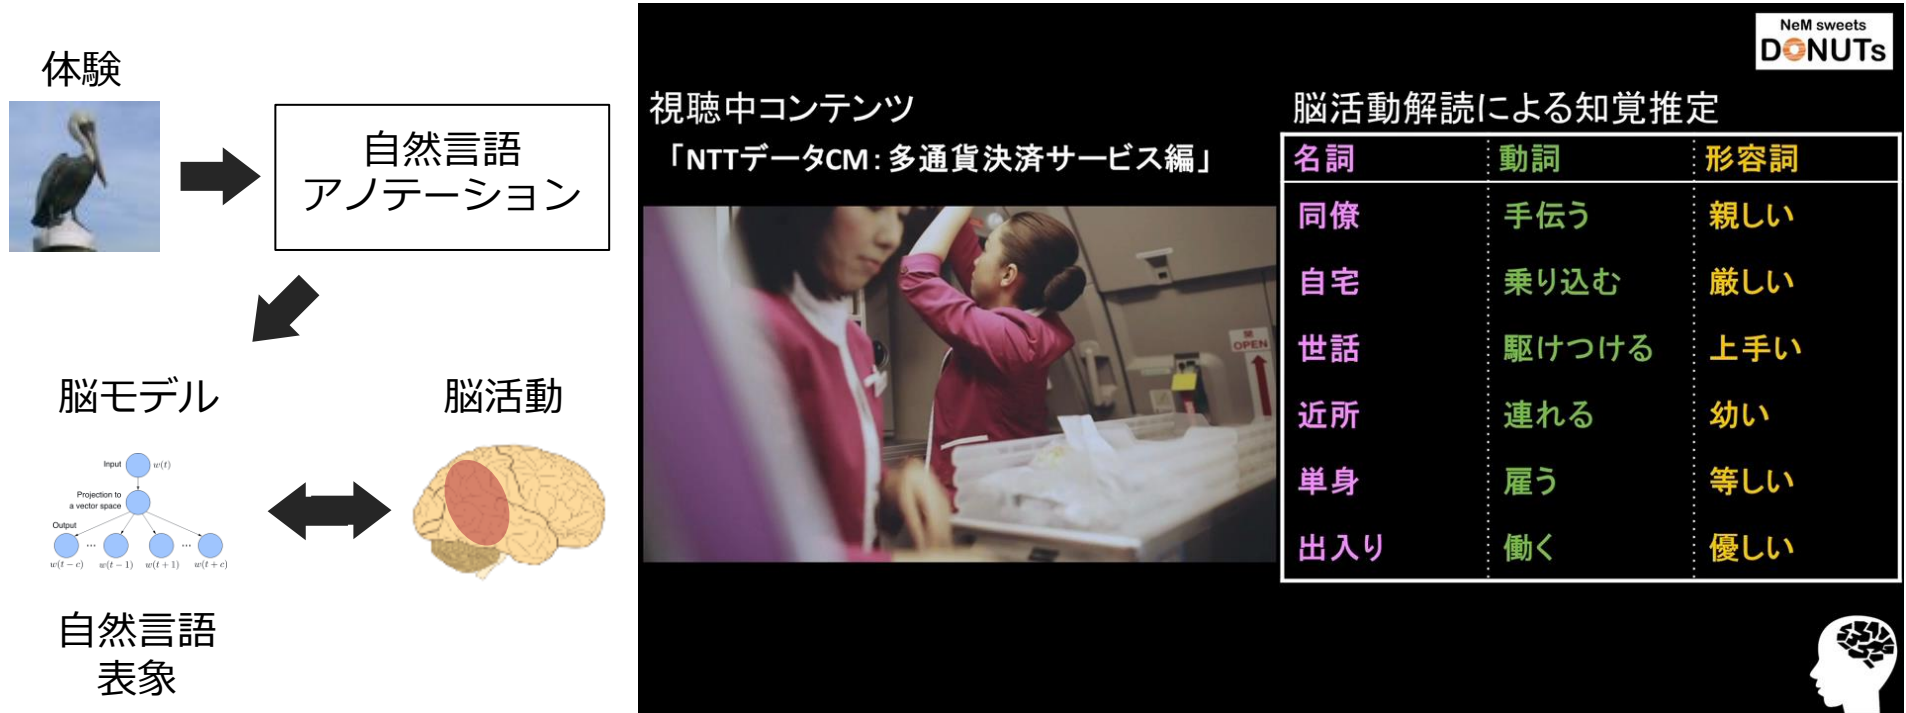 体験
自然言語
アノテーション
脳モデル
脳活動
Input
w(t)
Projection to
a vector space
Output
... ...
w(t − c) w(t − 1) w(t + 1) w(t + c)
自然言語
表象
NeM sweets
DONUTs
視聴中コンテンツ
「NTTデータCM：多通貨決済サービス編」
開
OPEN
脳活動解読による知覚推定
名詞 動詞 形容詞
同僚 手伝う 親しい
自宅 乗り込む 厳しい
世話 駆けつける 上手い
近所 連れる 幼い
単身 雇う 等しい
出入り 働く 優しい